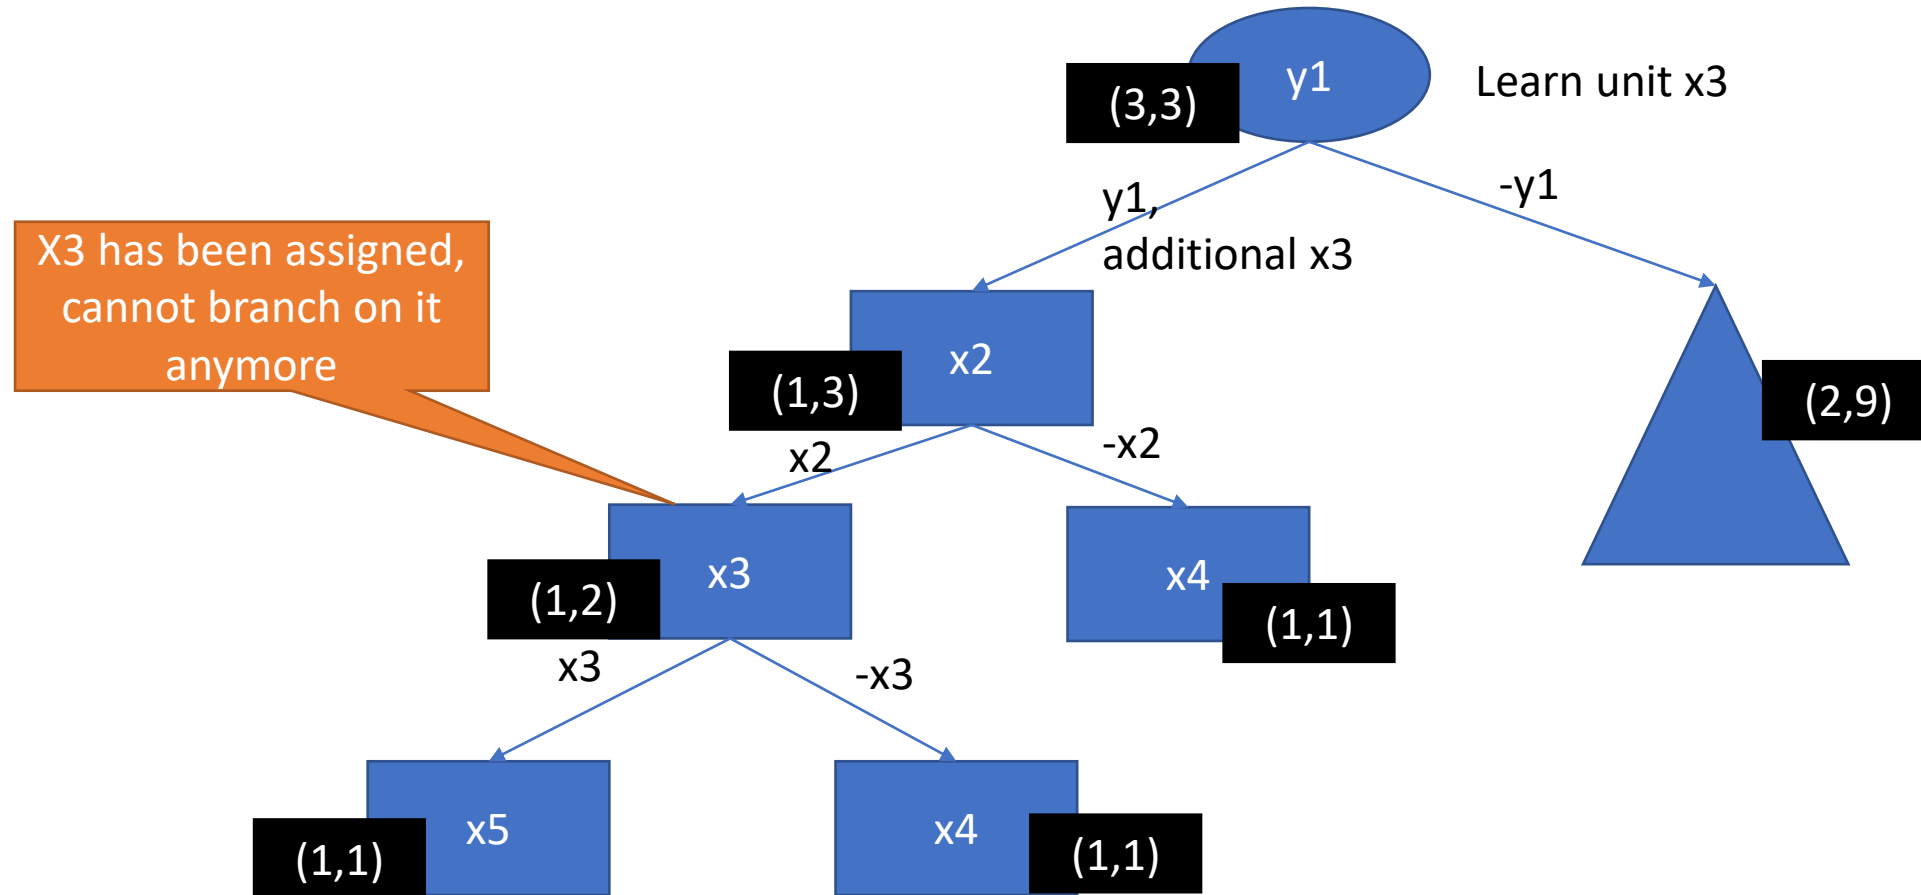 y1
(3,3)
Learn unit x3
y1,
additional x3
-y1
X3 has been assigned,
cannot branch on it
anymore
x2
(1,3)
(2,9)
x2
-x2
x3
(1,2)
x4
(1,1)
x3
-x3
x5
(1,1)
x4
(1,1)